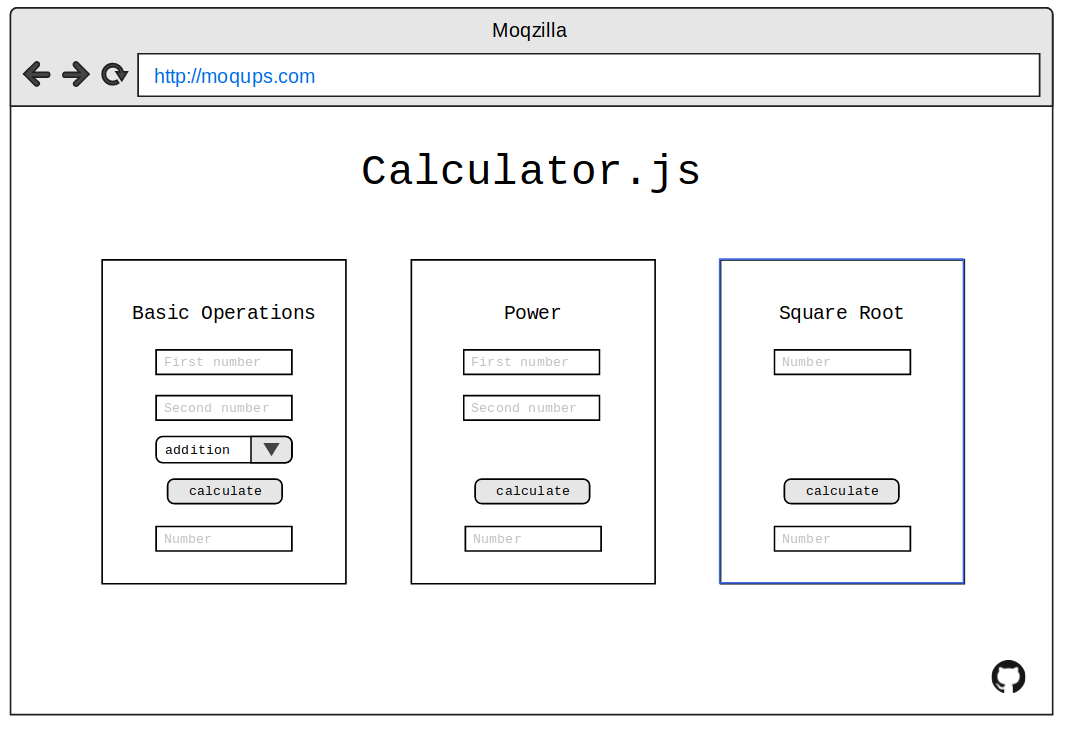 Moqzilla
http://moqups.com
Calculator.js
Basic Operations
First number
Second number
addition
calculate
Number
Power
First number
Second number
calculate
Number
Square Root
Number
calculate
Number